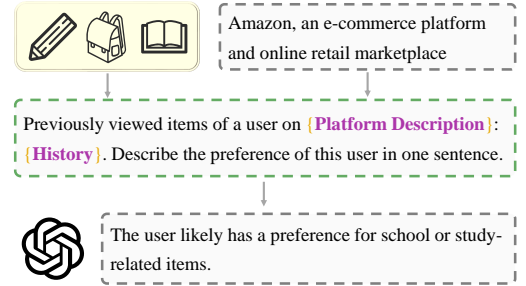 Amazon, an e-commerce platform
and online retail marketplace
Previously viewed items of a user on {Platform Description}:
{History}. Describe the preference of this user in one sentence.
The user likely has a preference for school or study-
related items.